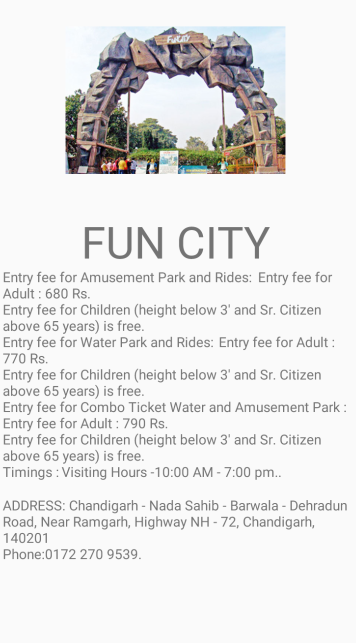 FunCity
FUN CITY
Entry fee for Amusement Park and Rides:  Entry fee for
Adult : 680 Rs.
Entry fee for Children (height below 3' and Sr. Citizen
above 65 years) is free.
Entry fee for Water Park and Rides:  Entry fee for Adult :
770 Rs.
Entry fee for Children (height below 3' and Sr. Citizen
above 65 years) is free.
Entry fee for Combo Ticket Water and Amusement Park :
Entry fee for Adult : 790 Rs.
Entry fee for Children (height below 3' and Sr. Citizen
above 65 years) is free.
Timings : Visiting Hours -10:00 AM - 7:00 pm..
ADDRESS: Chandigarh - Nada Sahib - Barwala - Dehradun
Road, Near Ramgarh, Highway NH - 72, Chandigarh,
140201
Phone:0172 270 9539.